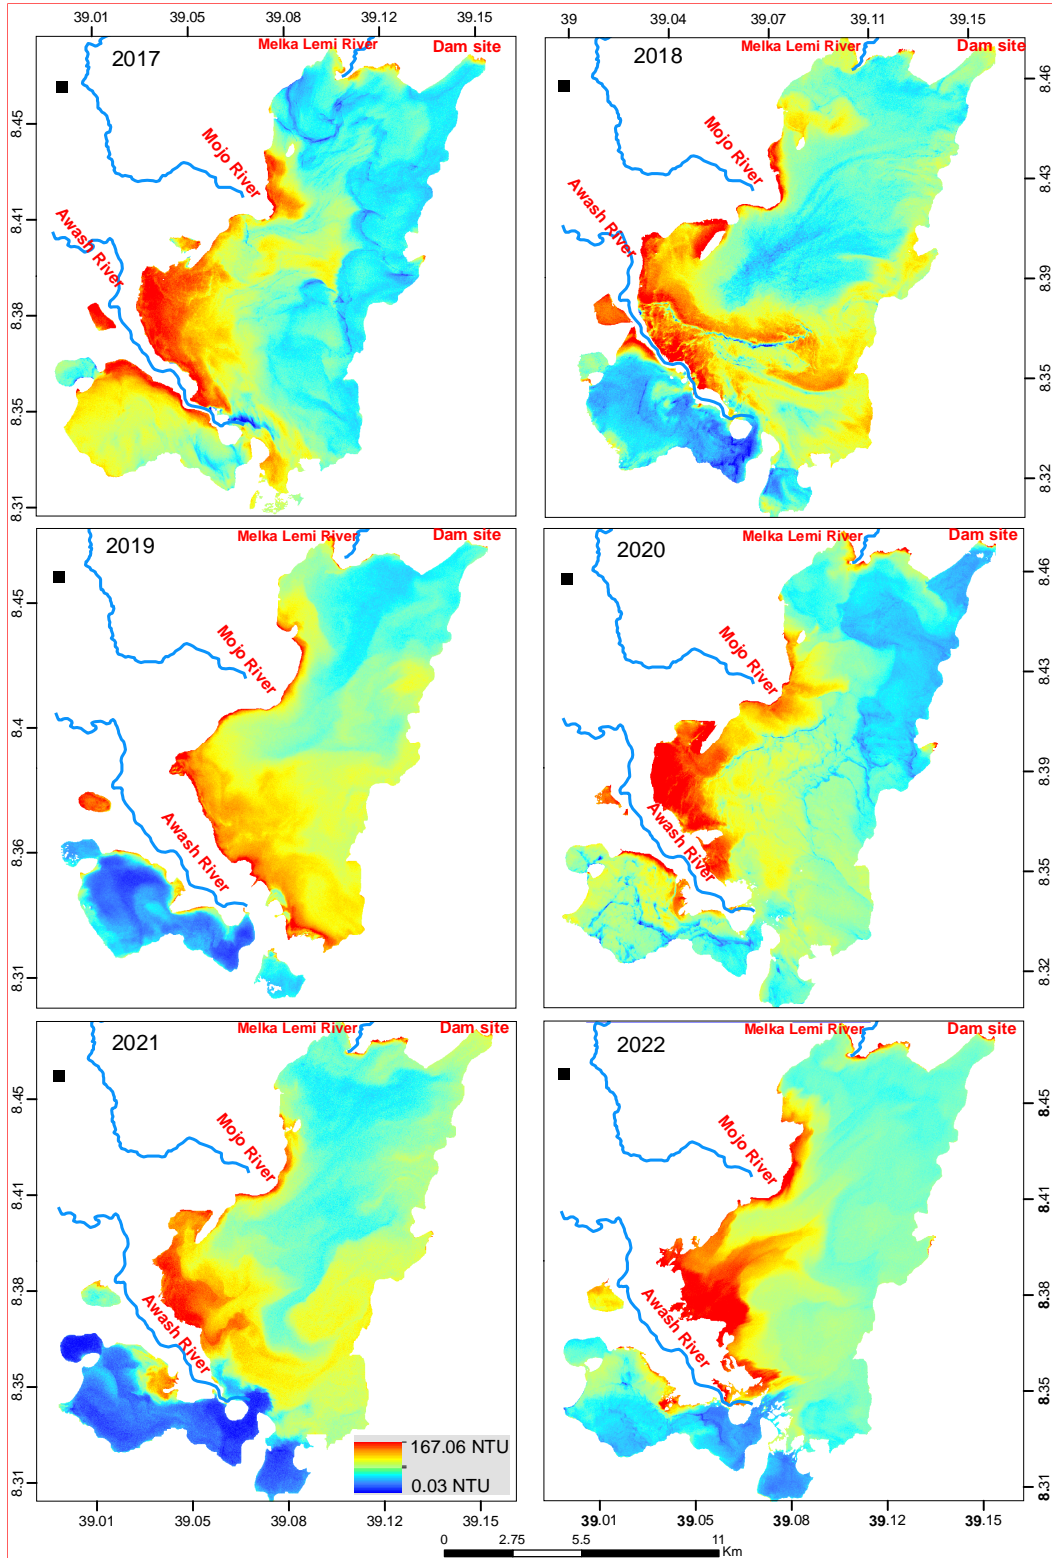 39.01 39.05 39.08 39.12 39.15
39 39.04 39.07 39.11 39.15
2017
Melka Lemi River
Dam site
Mojo River
Awash River
8.45
8.41
8.38
8.35
8.31
2018
Melka Lemi River
Dam site
Mojo River
Awash River
8.46
8.43
8.39
8.35
8.32
2019
Melka Lemi River
Dam site
Mojo River
Awash River
8.45
8.4
8.36
8.31
2020
Melka Lemi River
Dam site
Mojo River
Awash River
8.46
8.43
8.39
8.35
8.32
2021
Melka Lemi River
Dam site
Mojo River
Awash River
8.45
8.41
8.38
8.35
8.31
167.06 NTU
0.03 NTU
2022
Melka Lemi River
Dam site
Mojo River
Awash River
8.45
8.41
8.38
8.35
8.31
39.01 39.05 39.08 39.12 39.15
39.01 39.05 39.08 39.12 39.15
0 2.75 5.5 11
Km